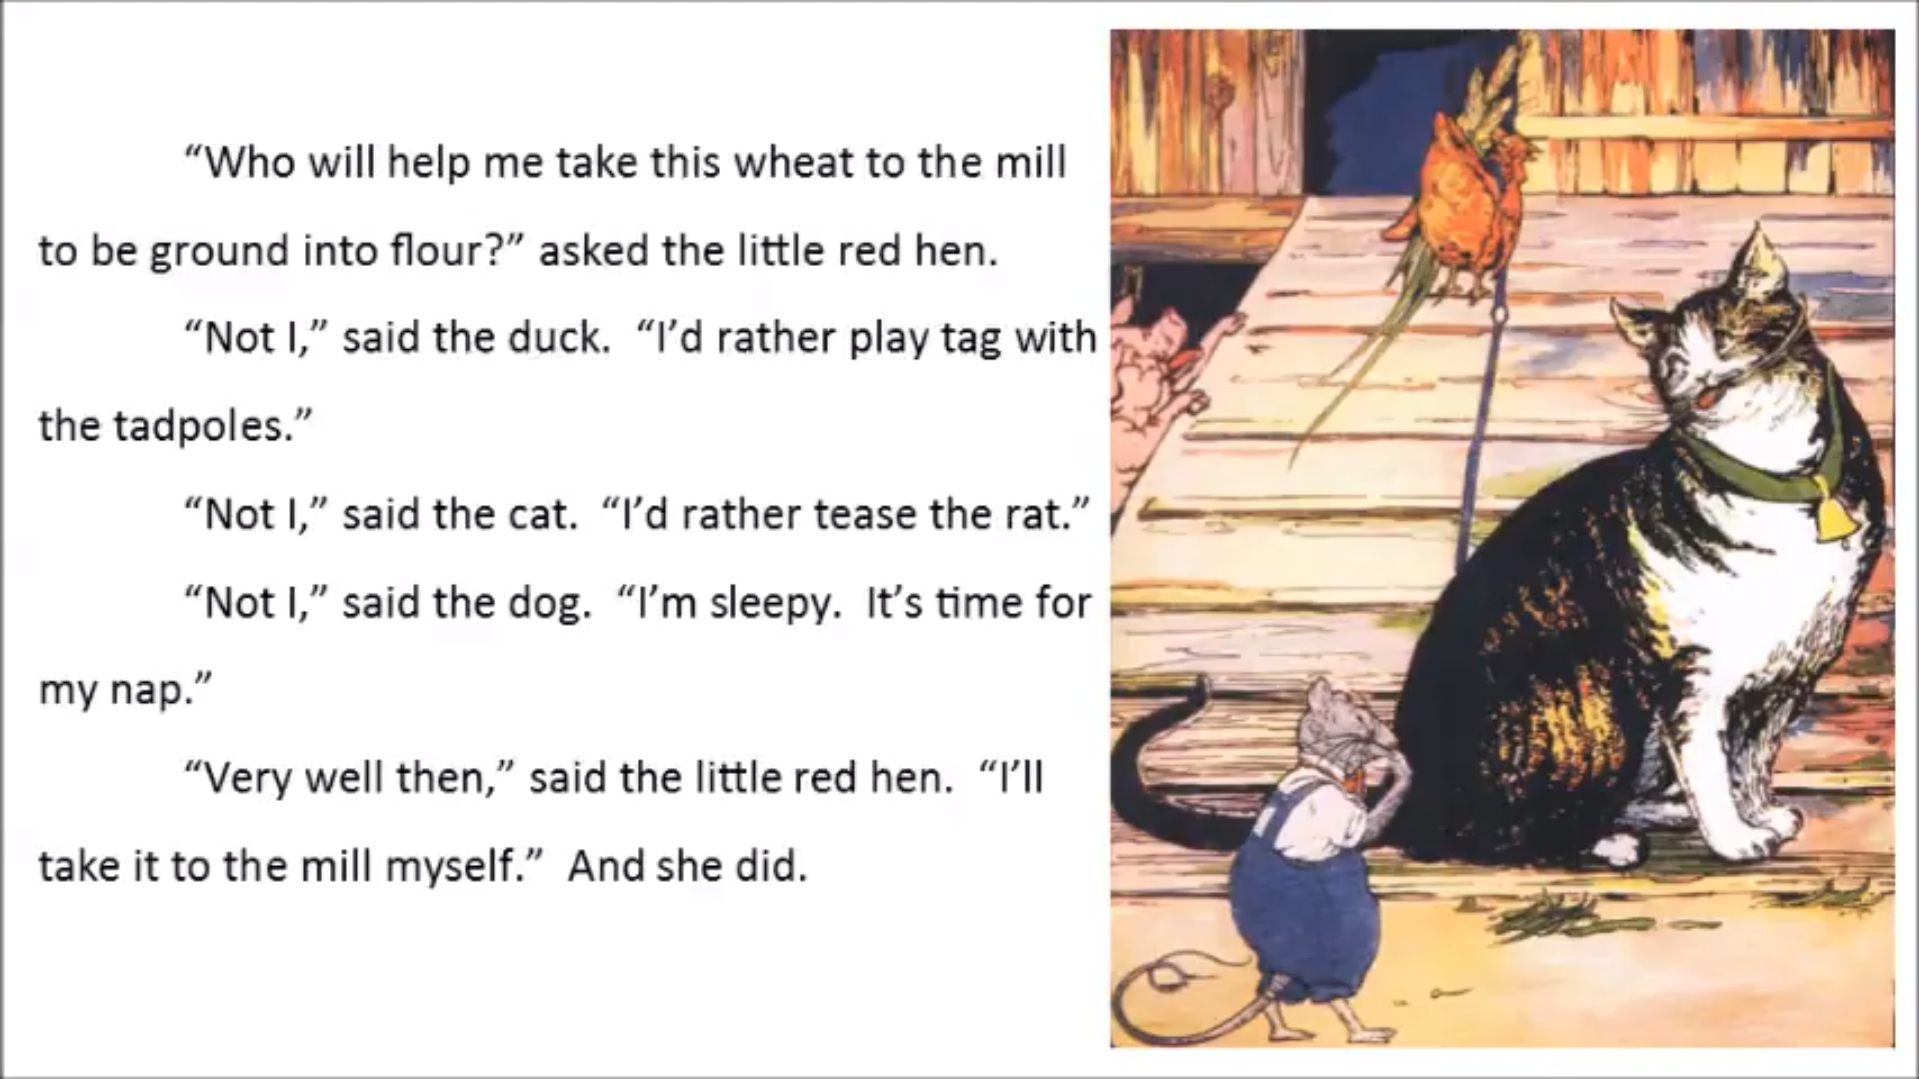 “Who will help me take this wheat to the mill
to be ground into flour?” asked the little red hen.
“Not I,” said the duck.  “I’d rather play tag with
the tadpoles.”
“Not I,” said the cat.  “I’d rather tease the rat.”
“Not I,” said the dog.  “I’m sleepy.  It’s time for
my nap.”
“Very well then,” said the little red hen.  “I’ll
take it to the mill myself.”  And she did.